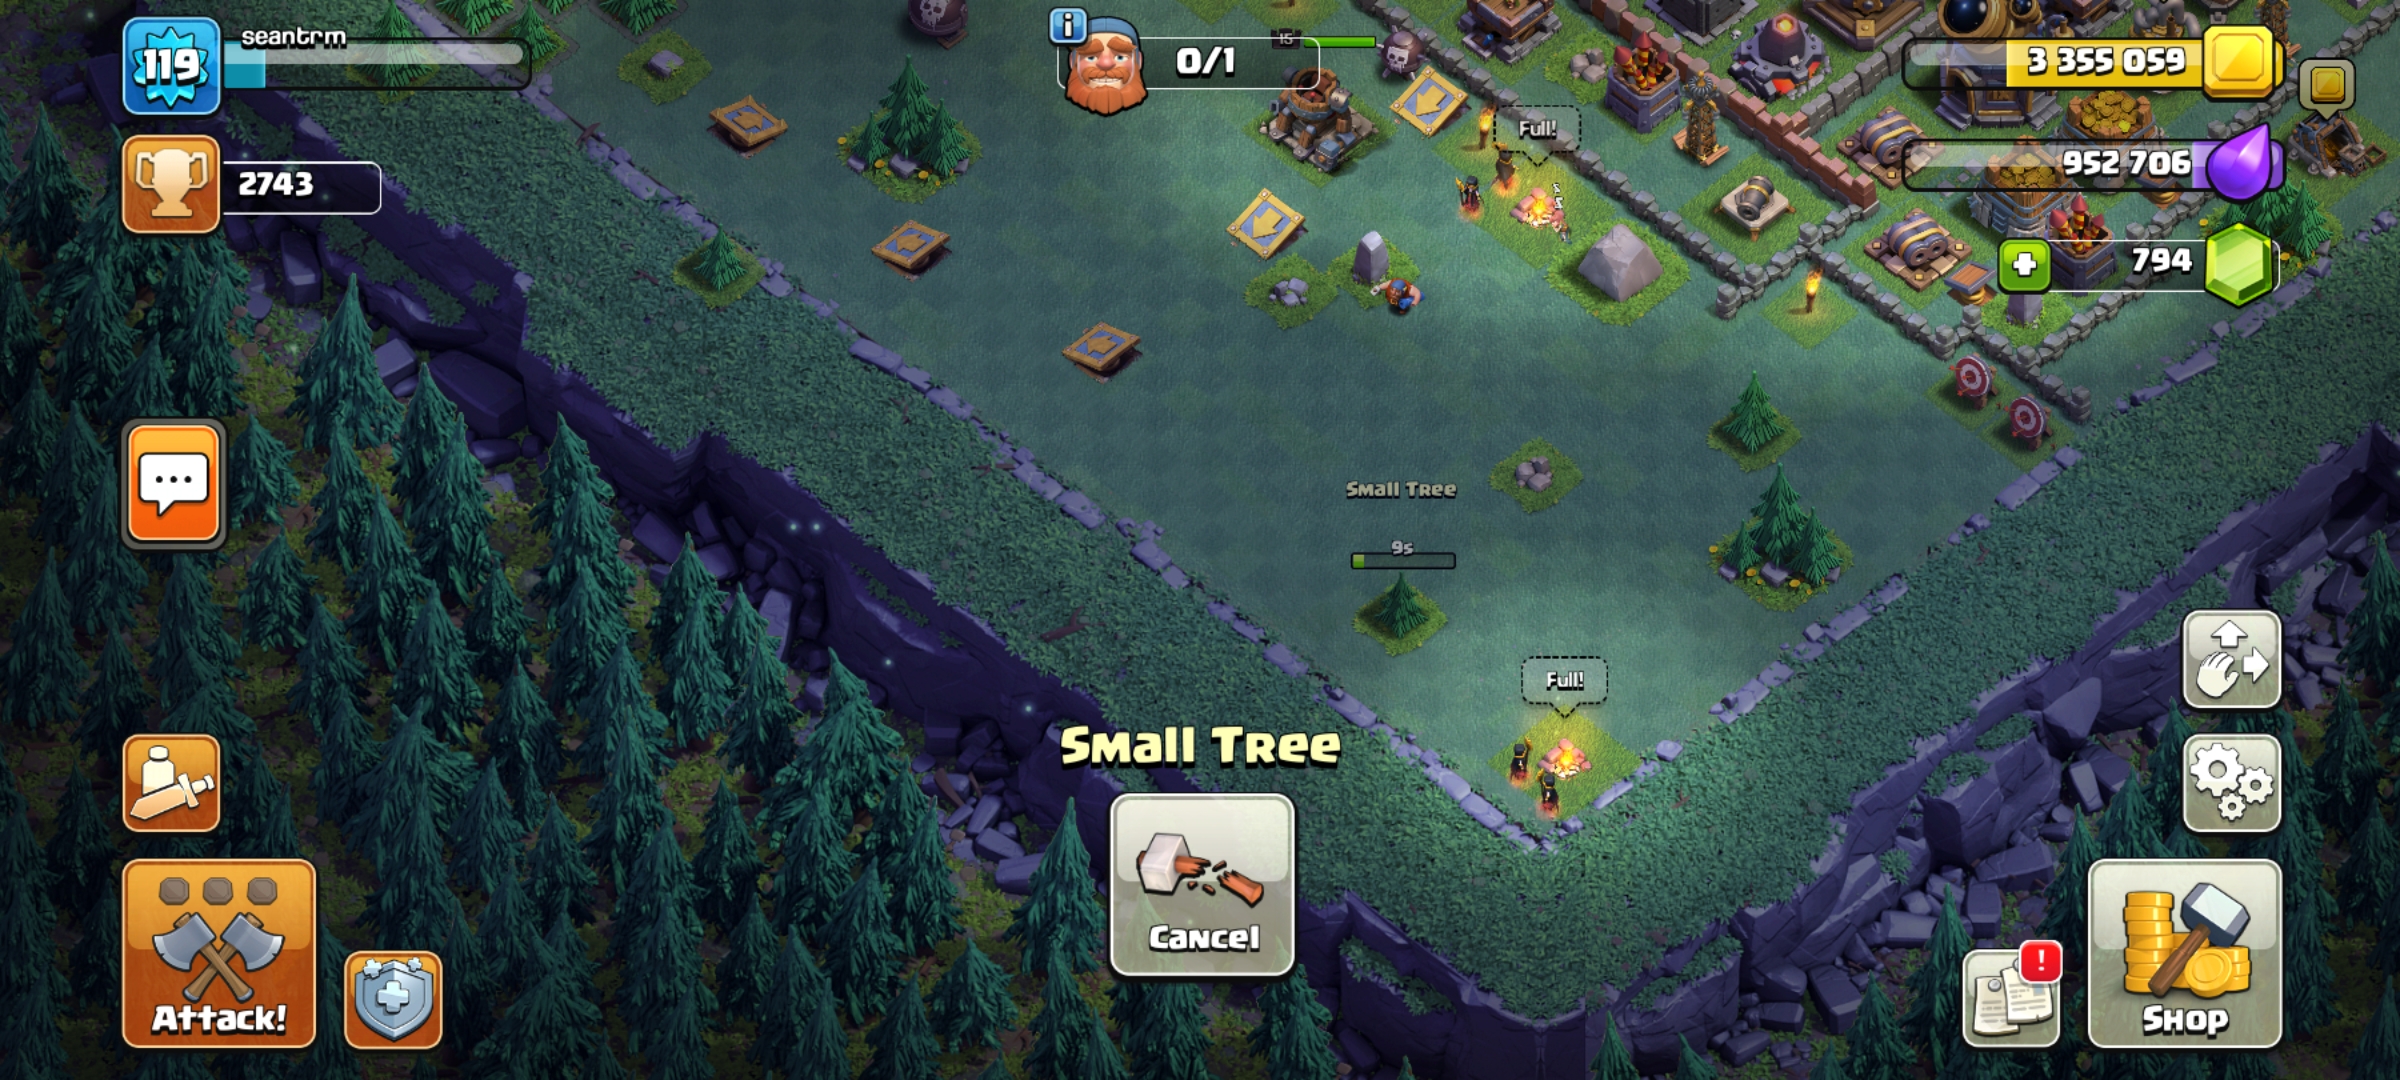 119
seantrm
i
0/1
15
3 355 059
2743
952 706
794
Full!
Small Tree
9s
Full!
Small Tree
Cancel
Attack!
!
Shop